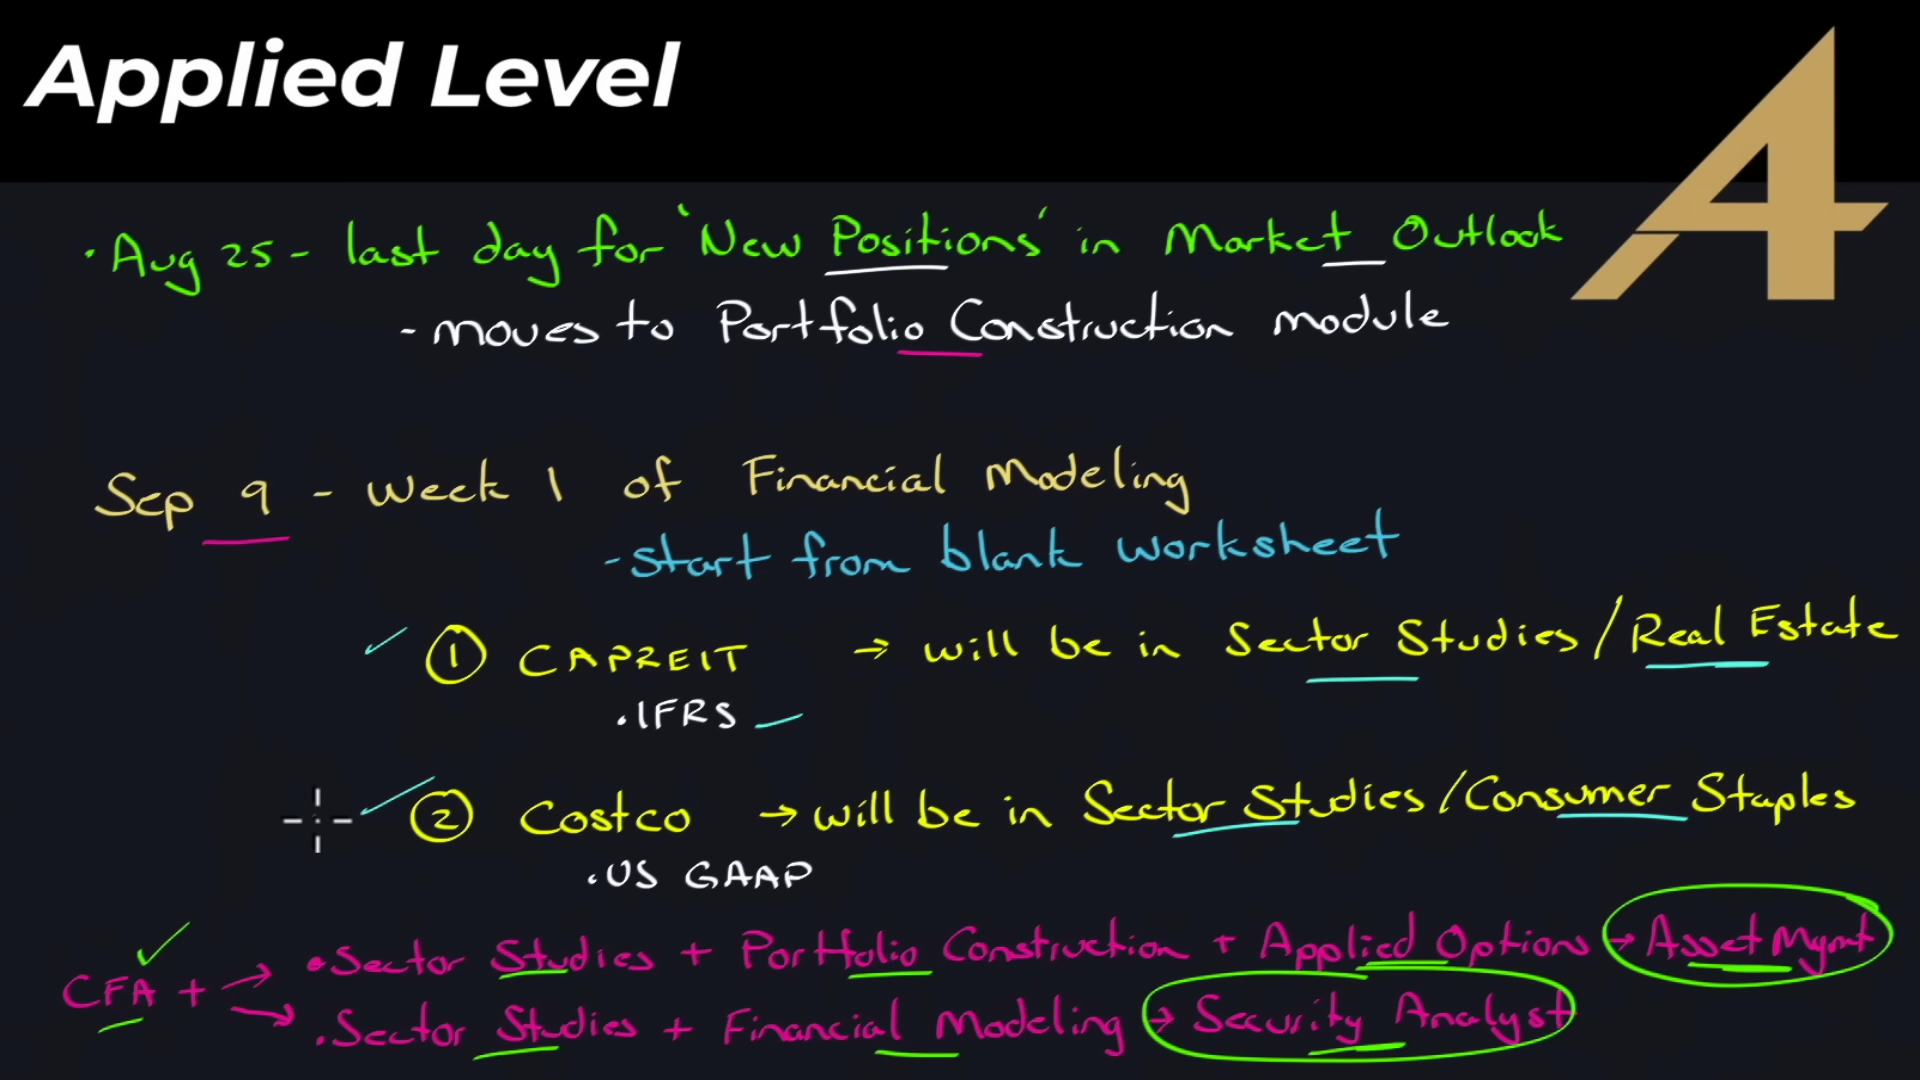 Applied Level
• Aug 25 - last day for 'New Positions' in Market Outlook
- moves to Portfolio Construction module
Sep 9 - Week 1 of Financial Modeling
- start from blank worksheet
① CAPREIT → will be in Sector Studies / Real Estate
• IFRS
② Costco → will be in Sector Studies / Consumer Staples
• US GAAP
• Sector Studies + Portfolio Construction + Applied Options → Asset Mgmt
CFA +
• Sector Studies + Financial Modeling → Security Analyst